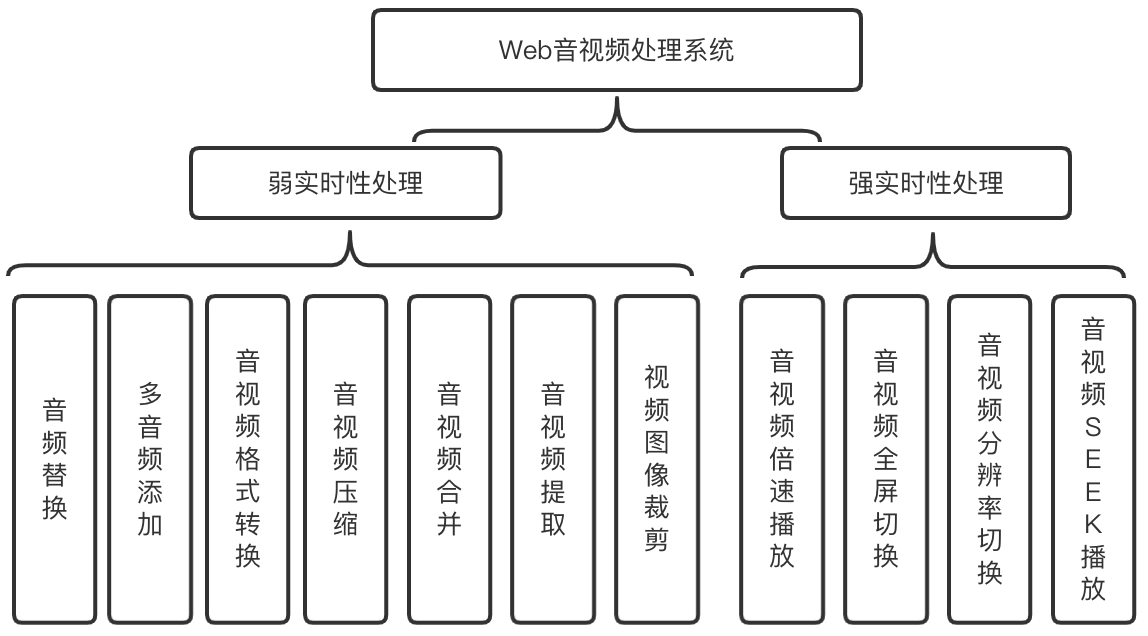 Web音视频处理系统
弱实时性处理
强实时性处理
音频替换
多音频添加
音视频格式转换
音视频压缩
音视频合并
音视频提取
视频图像裁剪
音视频倍速播放
音视频全屏切换
音视频分辨率切换
音视频SEEK播放